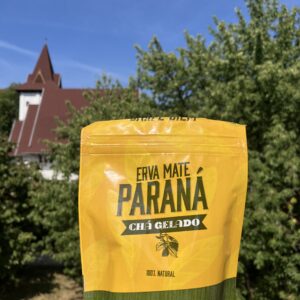 ERVA MATE
PARANÁ
CHÁ GELADO
100% NATURAL